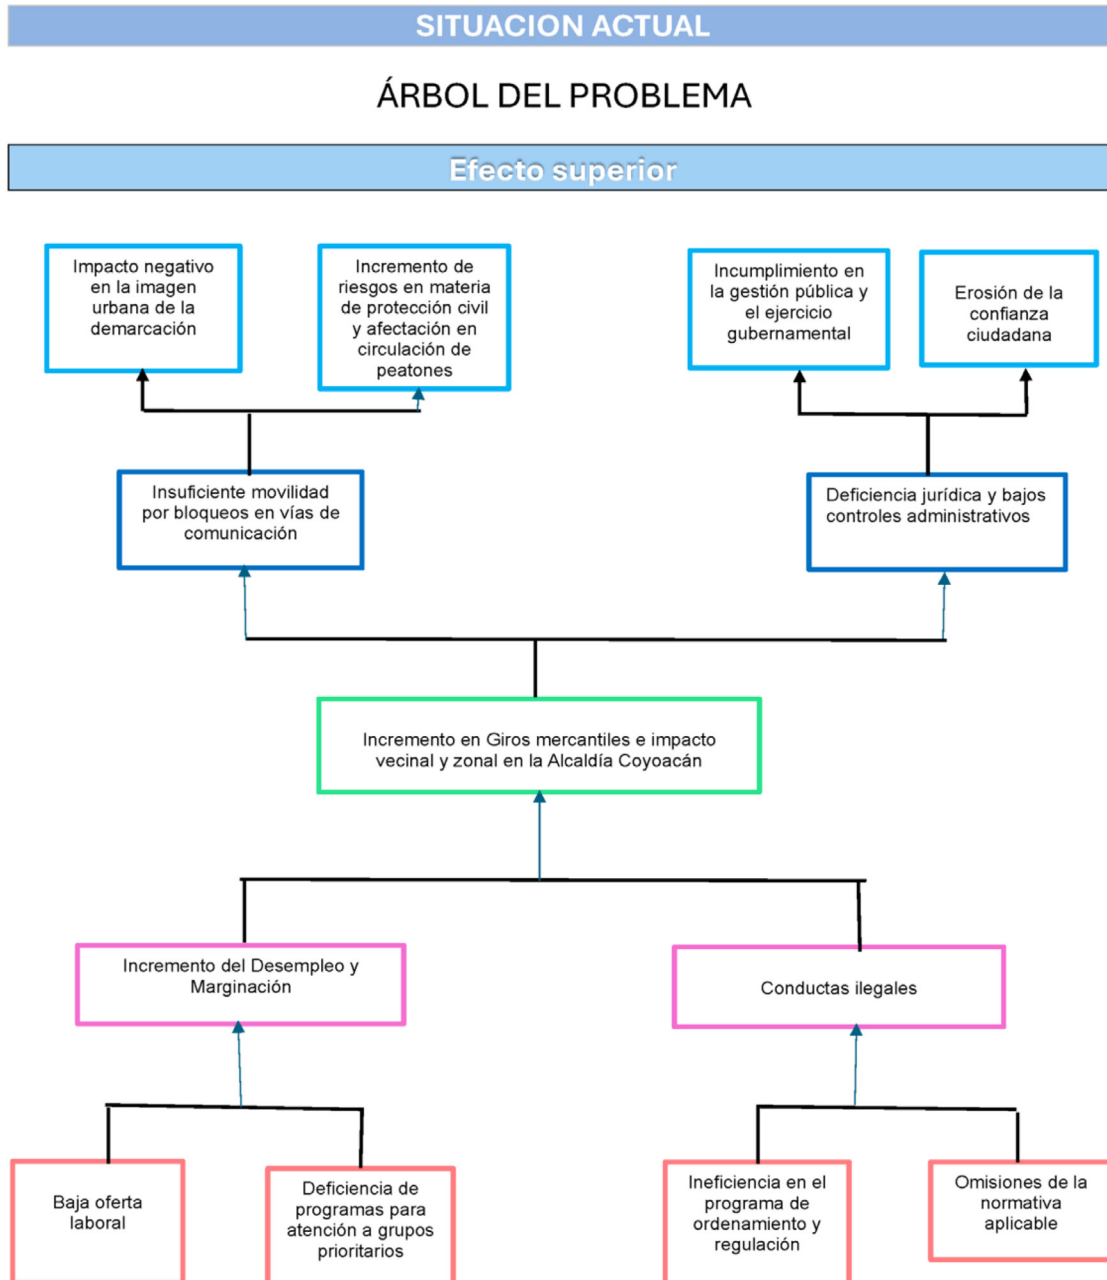 SITUACION ACTUAL
ÁRBOL DEL PROBLEMA
Efecto superior
Impacto negativo
en la imagen
urbana de la
demarcación
Incremento de
riesgos en materia
de protección civil
y afectación en
circulación de
peatones
Incumplimiento en
la gestión pública y
el ejercicio
gubernamental
Erosión de la
confianza
ciudadana
Insuficiente movilidad
por bloqueos en vías de
comunicación
Deficiencia jurídica y bajos
controles administrativos
Incremento en Giros mercantiles e impacto
vecinal y zonal en la Alcaldía Coyoacán
Incremento del Desempleo y
Marginación
Conductas ilegales
Baja oferta
laboral
Deficiencia de
programas para
atención a grupos
prioritarios
Ineficiencia en el
programa de
ordenamiento y
regulación
Omisiones de la
normativa
aplicable